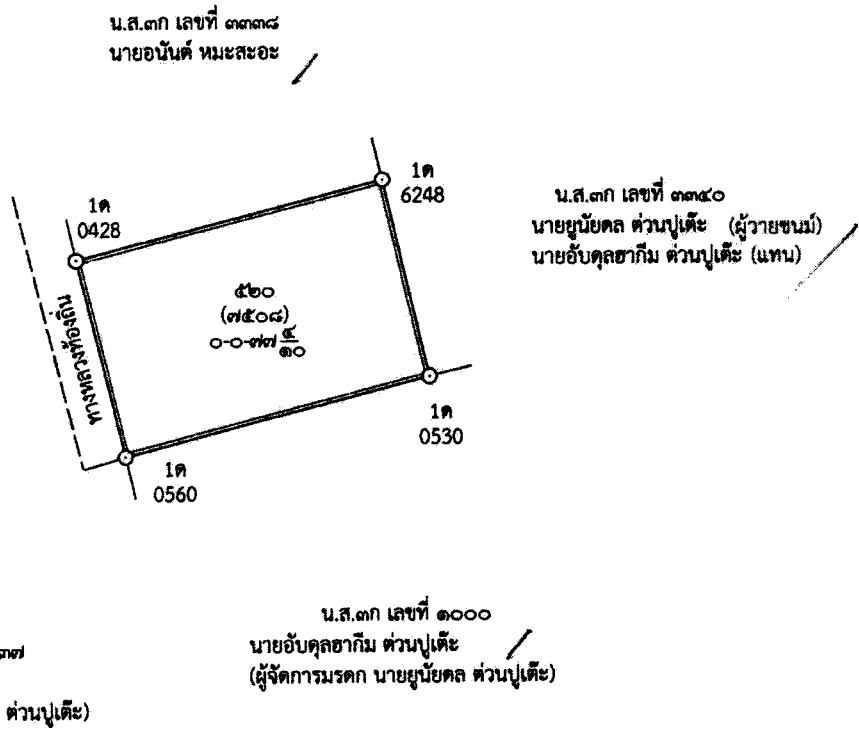 น.ส.๓ก เลขที่ ๓๓๓๘
นายอนันต์ หมะสะอะ
1ด
6248
1ด
0428
น.ส.๓ก เลขที่ ๓๓๔๐
นายยูนัยดล ต่วนปูเต๊ะ (ผู้วายชนม์)
นายอับดุลฮากีม ต่วนปูเต๊ะ (แทน)
ทางหลวงท้องถิ่น
๕๒๐
(๗๕๐๘)
๐-๐-๗๗ ๔/๑๐
1ด
0530
1ด
0560
น.ส.๓ก เลขที่ ๑๐๐๐
นายอับดุลฮากีม ต่วนปูเต๊ะ
(ผู้จัดการมรดก นายยูนัยดล ต่วนปูเต๊ะ)
๓๗
ต่วนปูเต๊ะ)